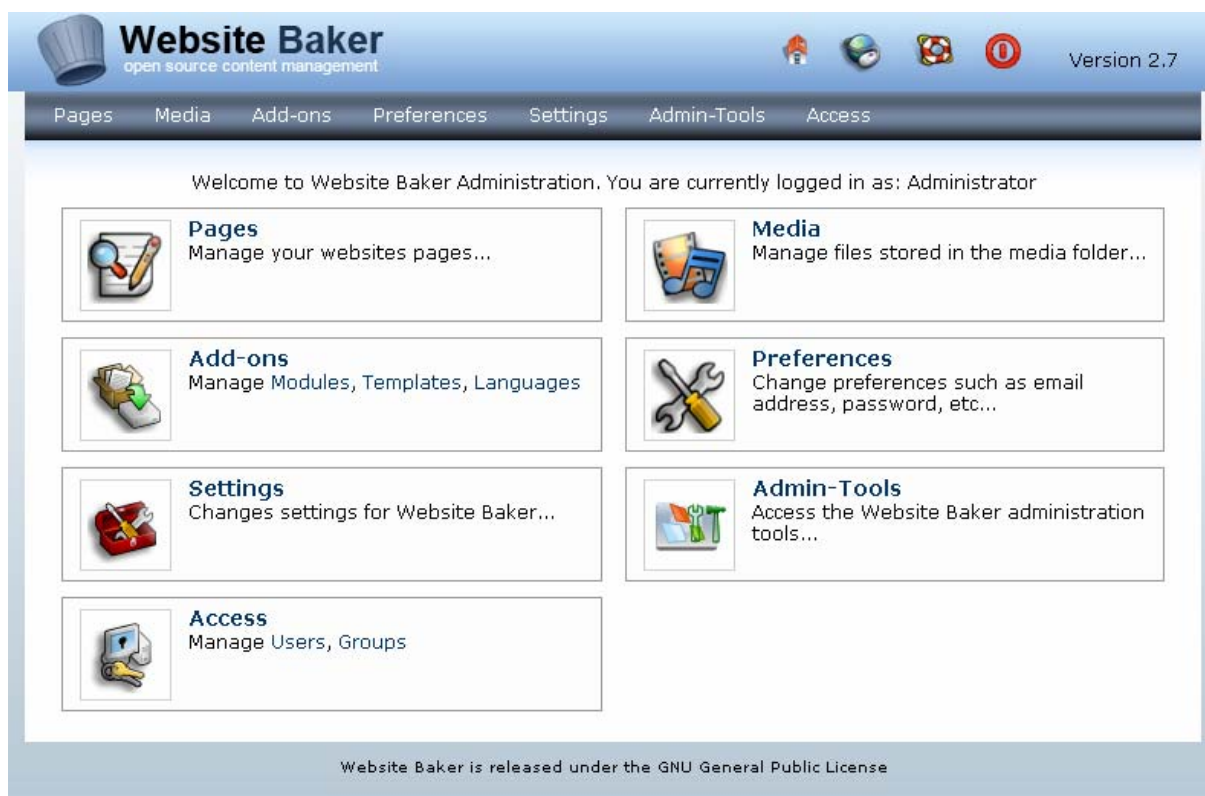 Website Baker
open source content management
Version 2.7
Pages Media Add-ons Preferences Settings Admin-Tools Access
Welcome to Website Baker Administration. You are currently logged in as: Administrator
Pages
Manage your websites pages...
Media
Manage files stored in the media folder...
Add-ons
Manage Modules, Templates, Languages
Preferences
Change preferences such as email
address, password, etc...
Settings
Changes settings for Website Baker...
Admin-Tools
Access the Website Baker administration
tools...
Access
Manage Users, Groups
Website Baker is released under the GNU General Public License